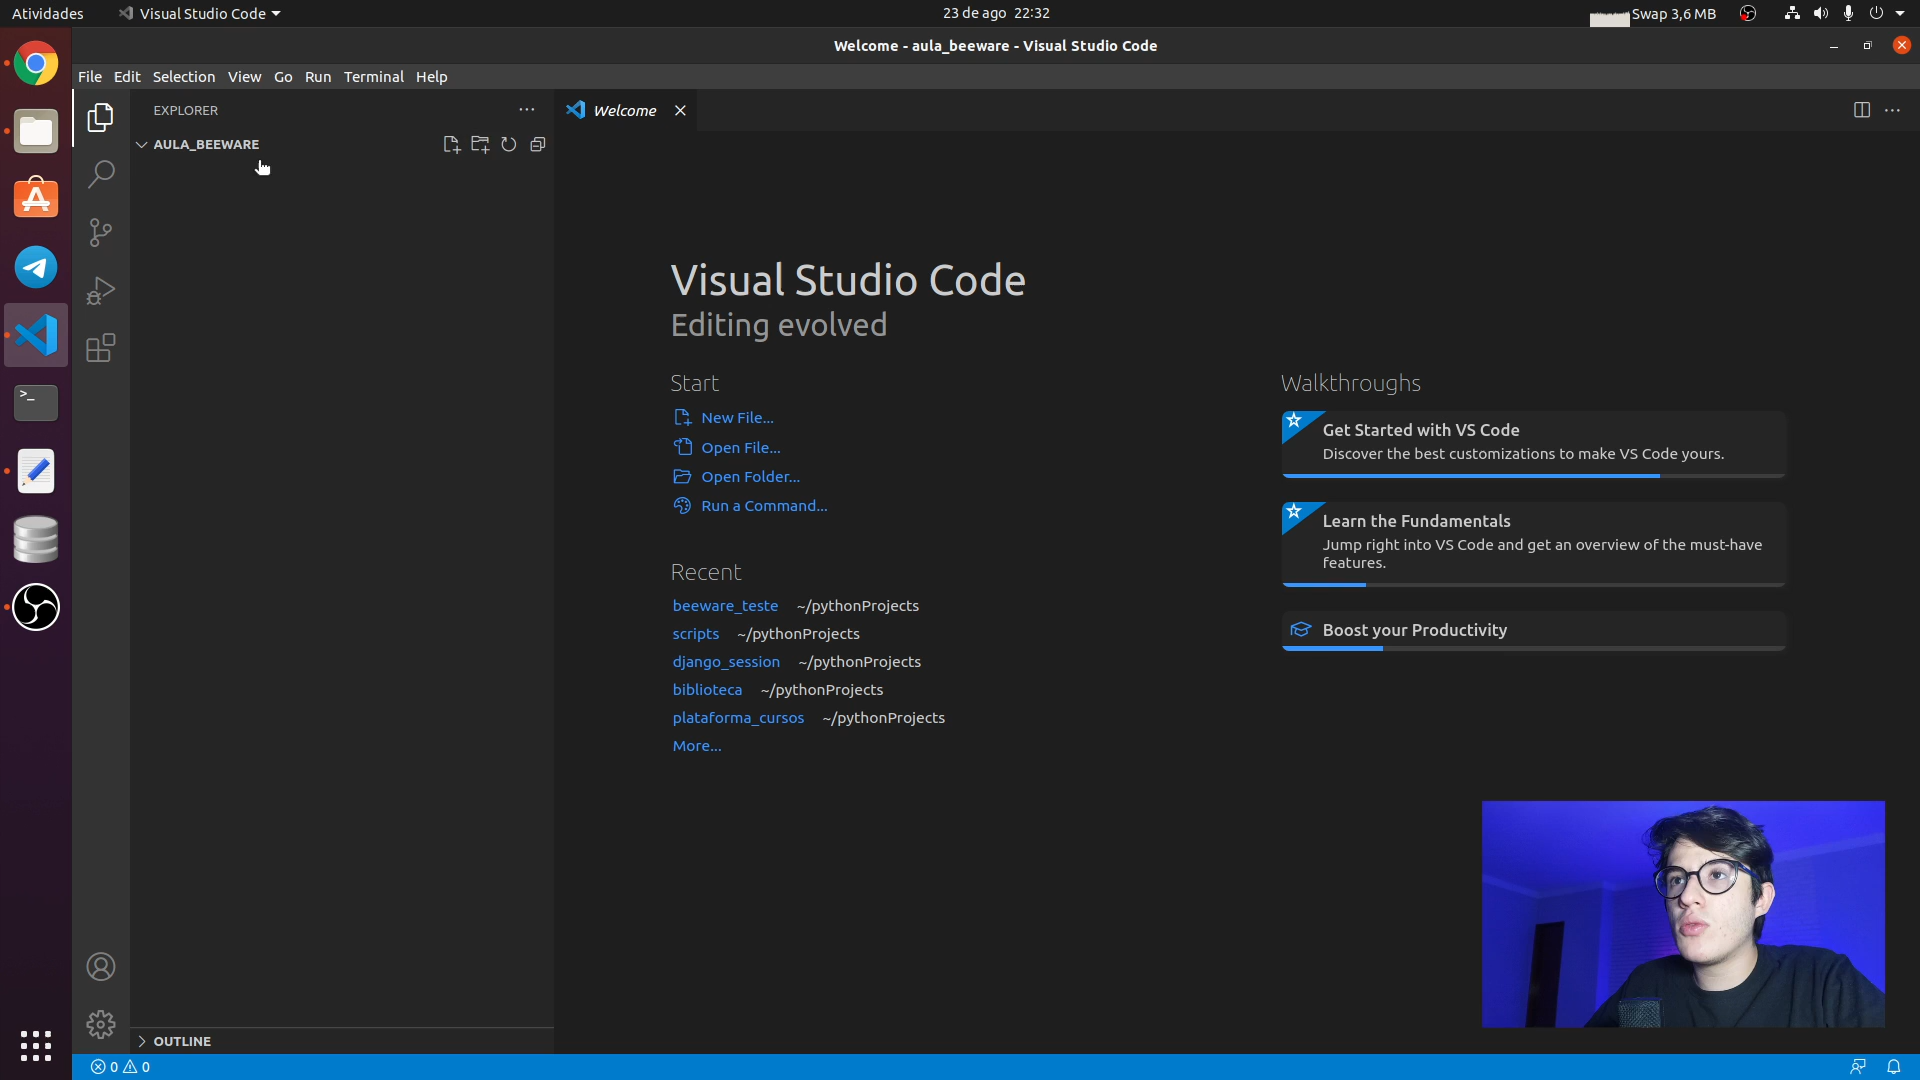 Atividades
Visual Studio Code
23 de ago 22:32
Swap 3,6 MB
Welcome - aula_beeware - Visual Studio Code
File Edit Selection View Go Run Terminal Help
EXPLORER
Welcome
AULA_BEEWARE
Visual Studio Code
Editing evolved
Start
New File...
Open File...
Open Folder...
Run a Command...
Recent
beeware_teste ~/pythonProjects
scripts ~/pythonProjects
django_session ~/pythonProjects
biblioteca ~/pythonProjects
plataforma_cursos ~/pythonProjects
More...
Walkthroughs
Get Started with VS Code
Discover the best customizations to make VS Code yours.
Learn the Fundamentals
Jump right into VS Code and get an overview of the must-have
features.
Boost your Productivity
OUTLINE
0 0